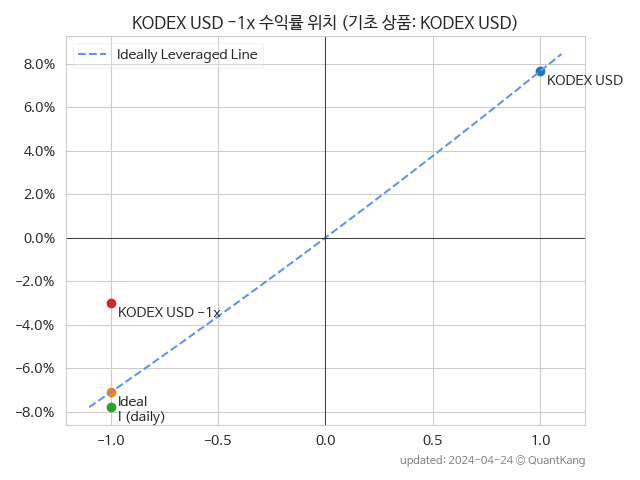 KODEX USD -1x 수익률 위치 (기초 상품: KODEX USD)
Ideally Leveraged Line
8.0%
6.0%
4.0%
2.0%
0.0%
-2.0%
-4.0%
-6.0%
-8.0%
KODEX USD
KODEX USD -1x
Ideal
I (daily)
-1.0
-0.5
0.0
0.5
1.0
updated: 2024-04-24 © QuantKang